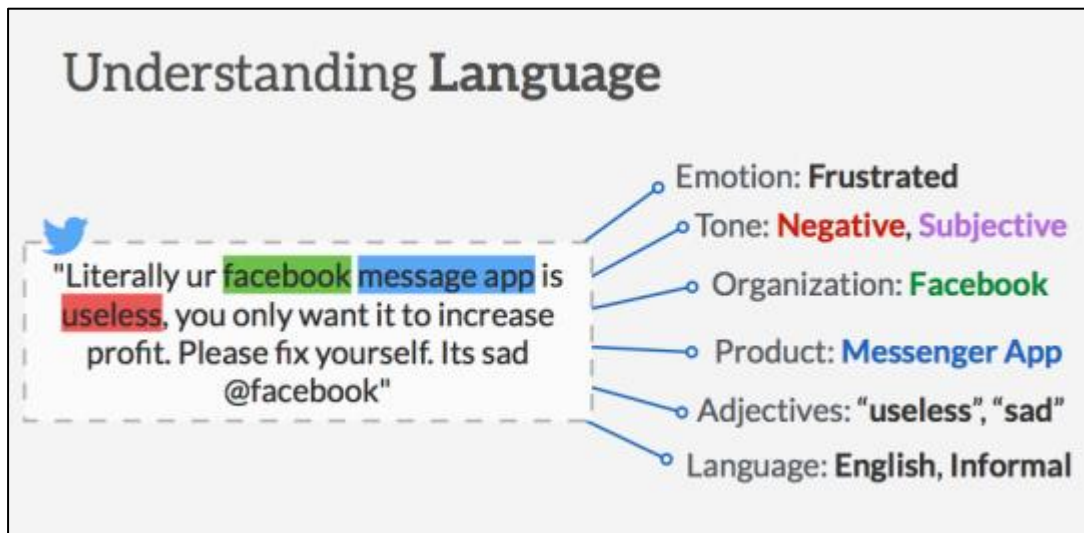 Understanding Language
Emotion: Frustrated
Tone: Negative, Subjective
"Literally ur facebook message app is
useless, you only want it to increase
profit. Please fix yourself. Its sad
@facebook"
Organization: Facebook
Product: Messenger App
Adjectives: “useless”, “sad”
Language: English, Informal